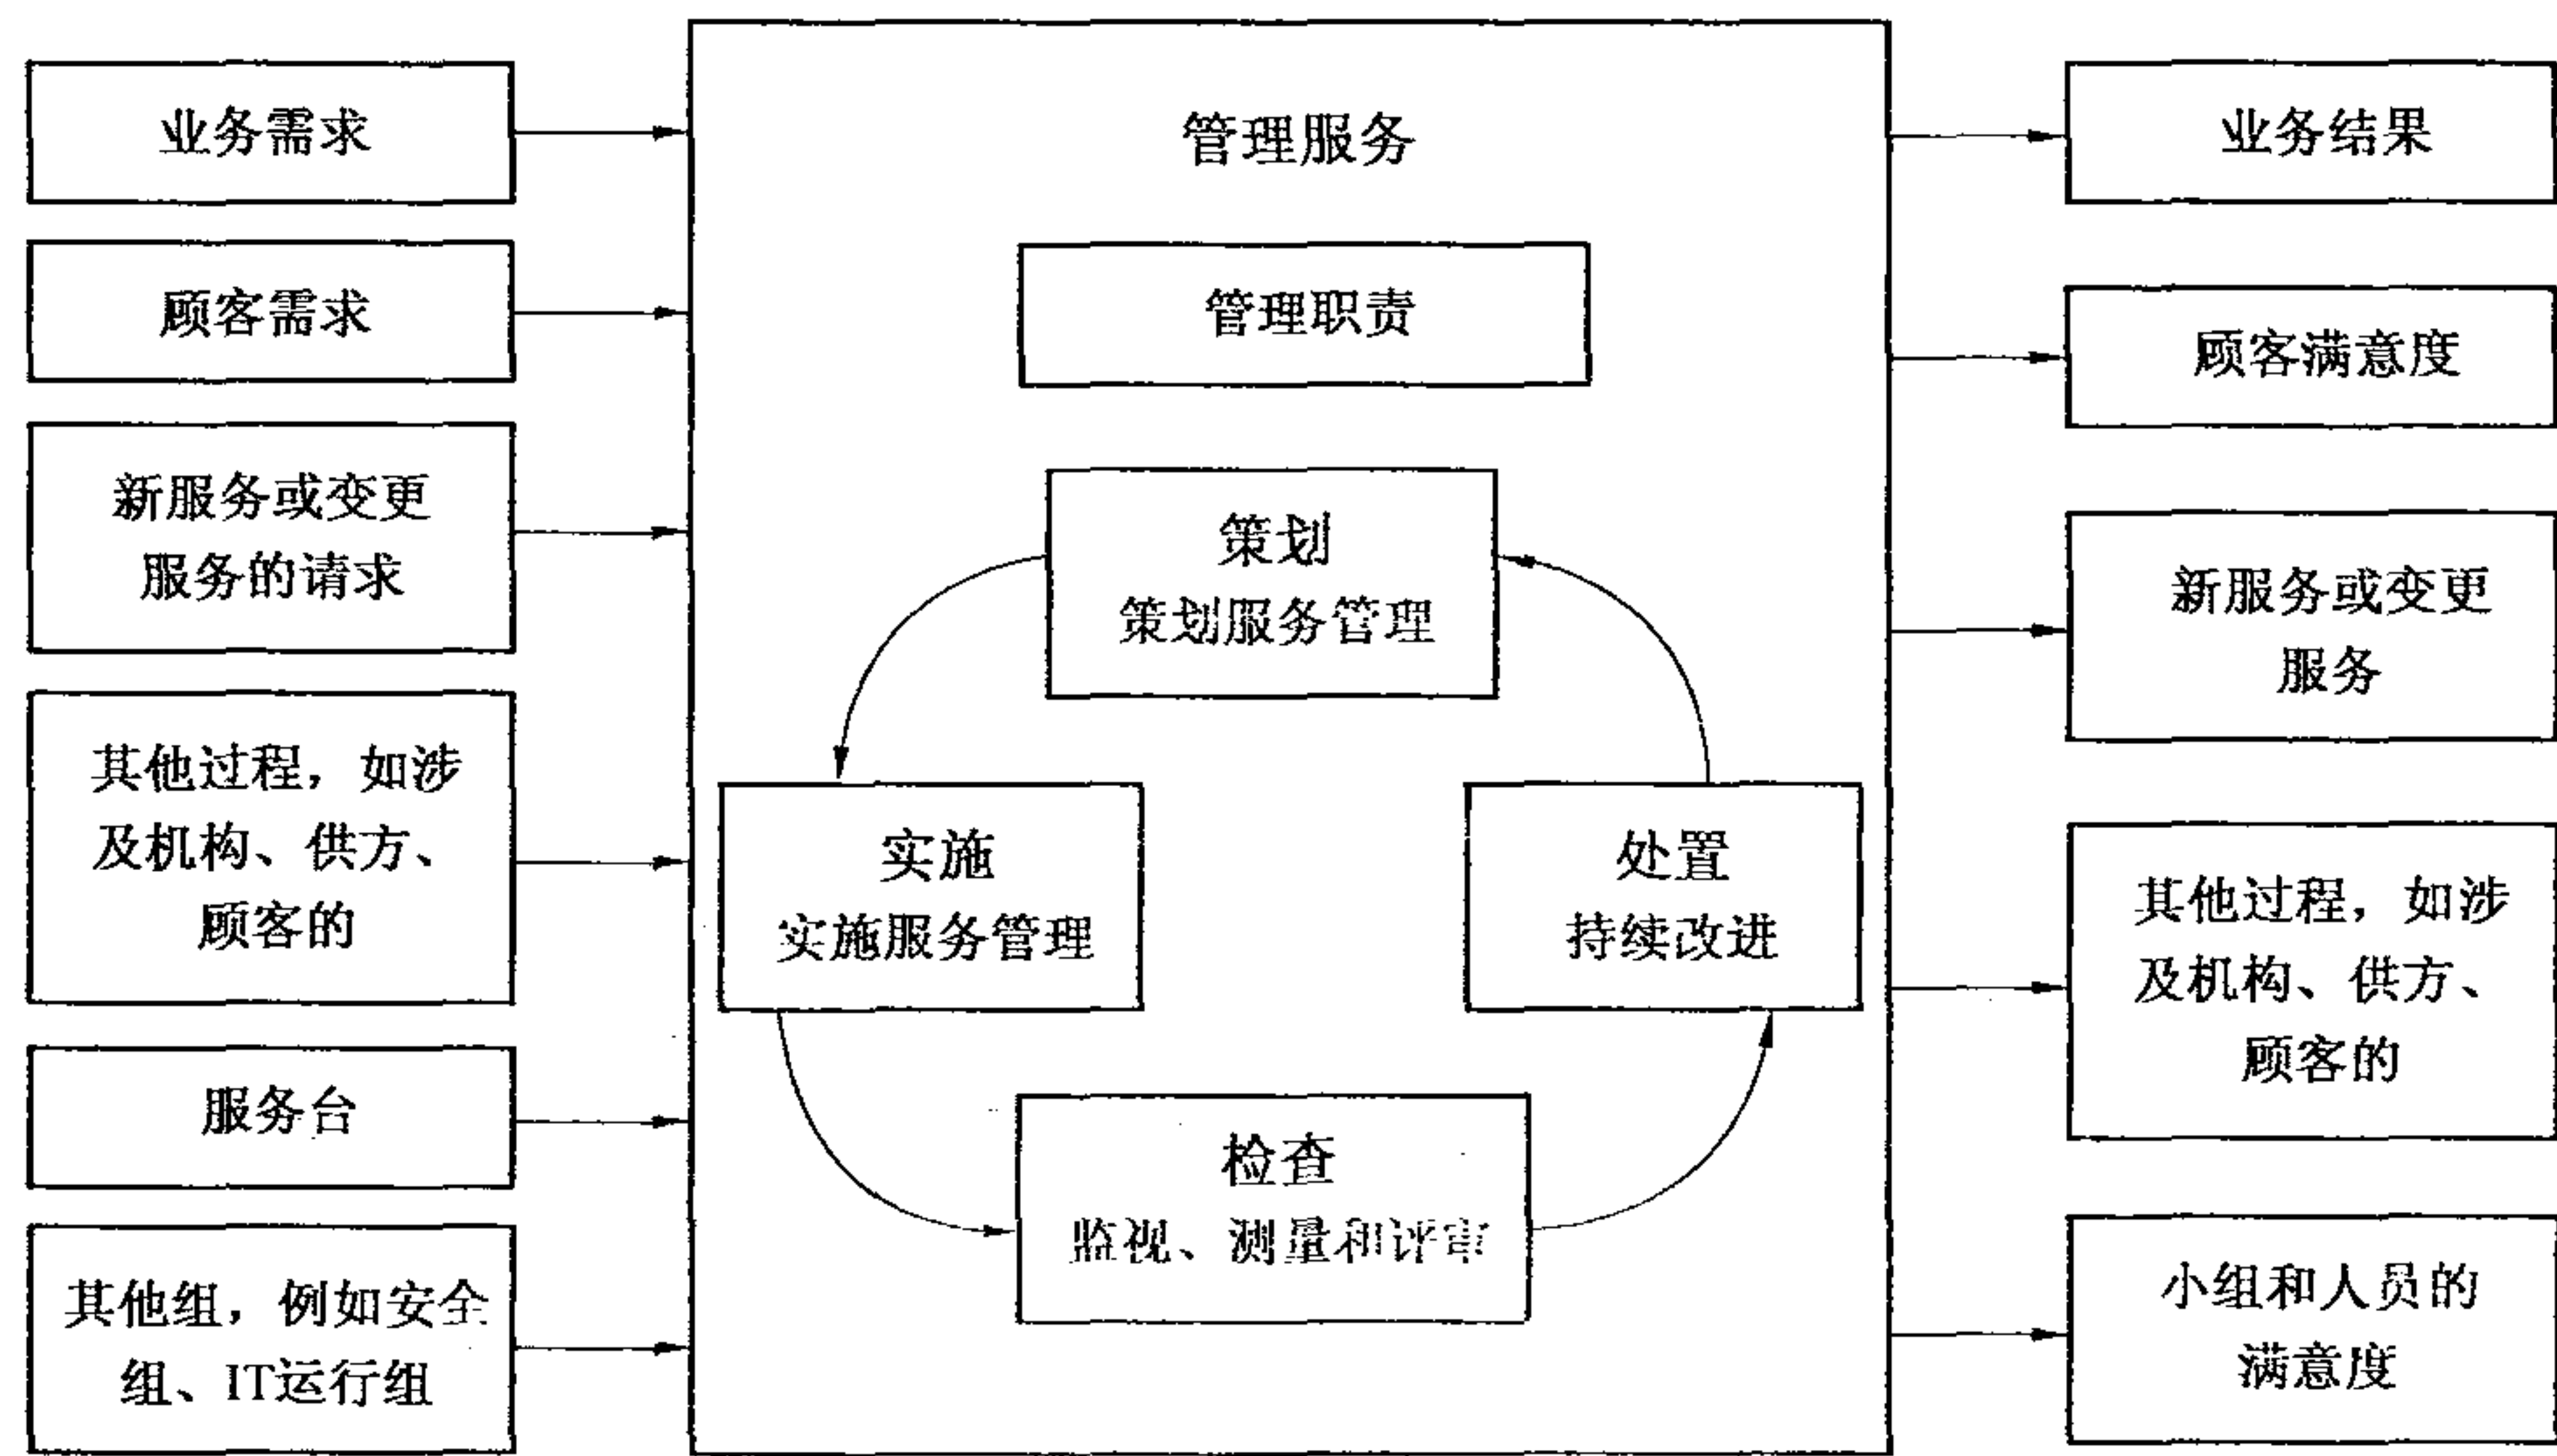 业务需求
顾客需求
新服务或变更
服务的请求
其他过程，如涉
及机构、供方、
顾客的
服务台
其他组，例如安全
组、IT运行组
管理服务
管理职责
策划
策划服务管理
实施
实施服务管理
处置
持续改进
检查
监视、测量和评审
业务结果
顾客满意度
新服务或变更
服务
其他过程，如涉
及机构、供方、
顾客的
小组和人员的
满意度